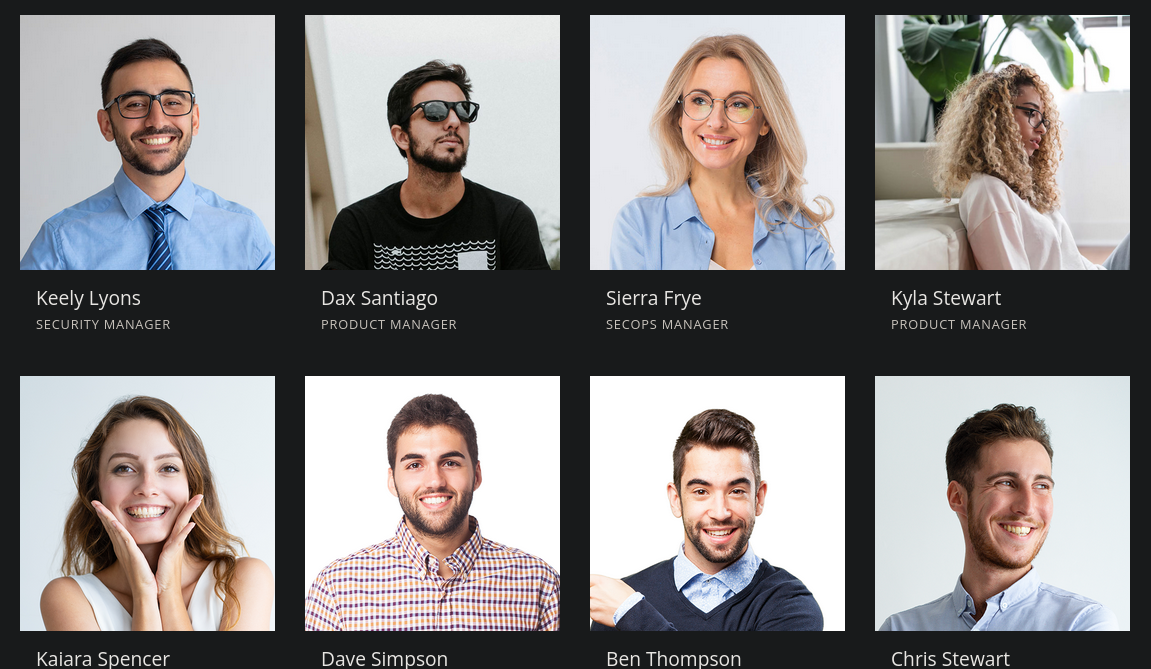 Keely Lyons
SECURITY MANAGER
Dax Santiago
PRODUCT MANAGER
Sierra Frye
SECOPS MANAGER
Kyla Stewart
PRODUCT MANAGER
Kaiara Spencer
Dave Simpson
Ben Thompson
Chris Stewart